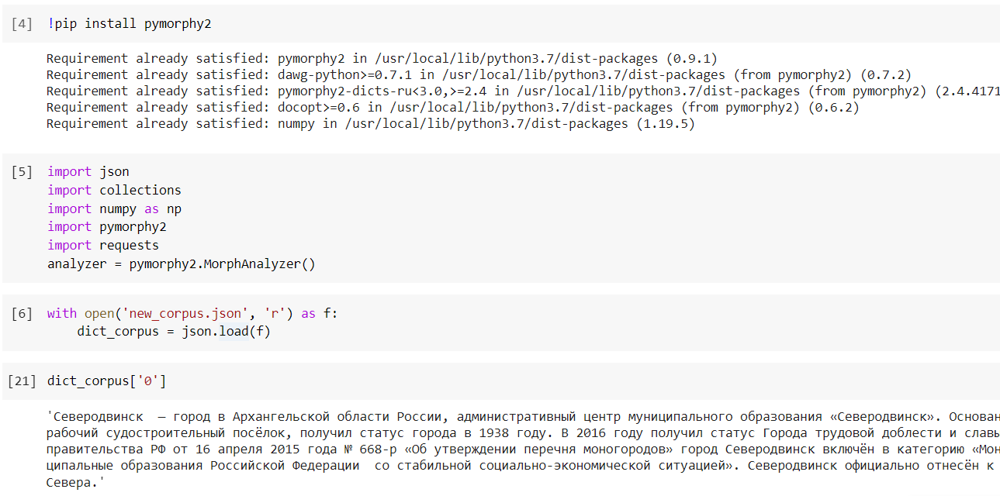 [4] !pip install pymorphy2
Requirement already satisfied: pymorphy2 in /usr/local/lib/python3.7/dist-packages (0.9.1)
Requirement already satisfied: dawg-python>=0.7.1 in /usr/local/lib/python3.7/dist-packages (from pymorphy2) (0.7.2)
Requirement already satisfied: pymorphy2-dicts-ru<3.0,>=2.4 in /usr/local/lib/python3.7/dist-packages (from pymorphy2) (2.4.4171
Requirement already satisfied: docopt>=0.6 in /usr/local/lib/python3.7/dist-packages (from pymorphy2) (0.6.2)
Requirement already satisfied: numpy in /usr/local/lib/python3.7/dist-packages (1.19.5)
[5] import json
import collections
import numpy as np
import pymorphy2
import requests
analyzer = pymorphy2.MorphAnalyzer()
[6] with open('new_corpus.json', 'r') as f:
    dict_corpus = json.load(f)
[21] dict_corpus['0']
'Северодвинск  — город в Архангельской области России, административный центр муниципального образования «Северодвинск». Основан
рабочий судостроительный посёлок, получил статус города в 1938 году. В 2016 году получил статус Города трудовой доблести и славы
правительства РФ от 16 апреля 2015 года № 668-р «Об утверждении перечня моногородов» город Северодвинск включён в категорию «Мон
ципальные образования Российской Федерации  со стабильной социально-экономической ситуацией». Северодвинск официально отнесён к
Севера.'